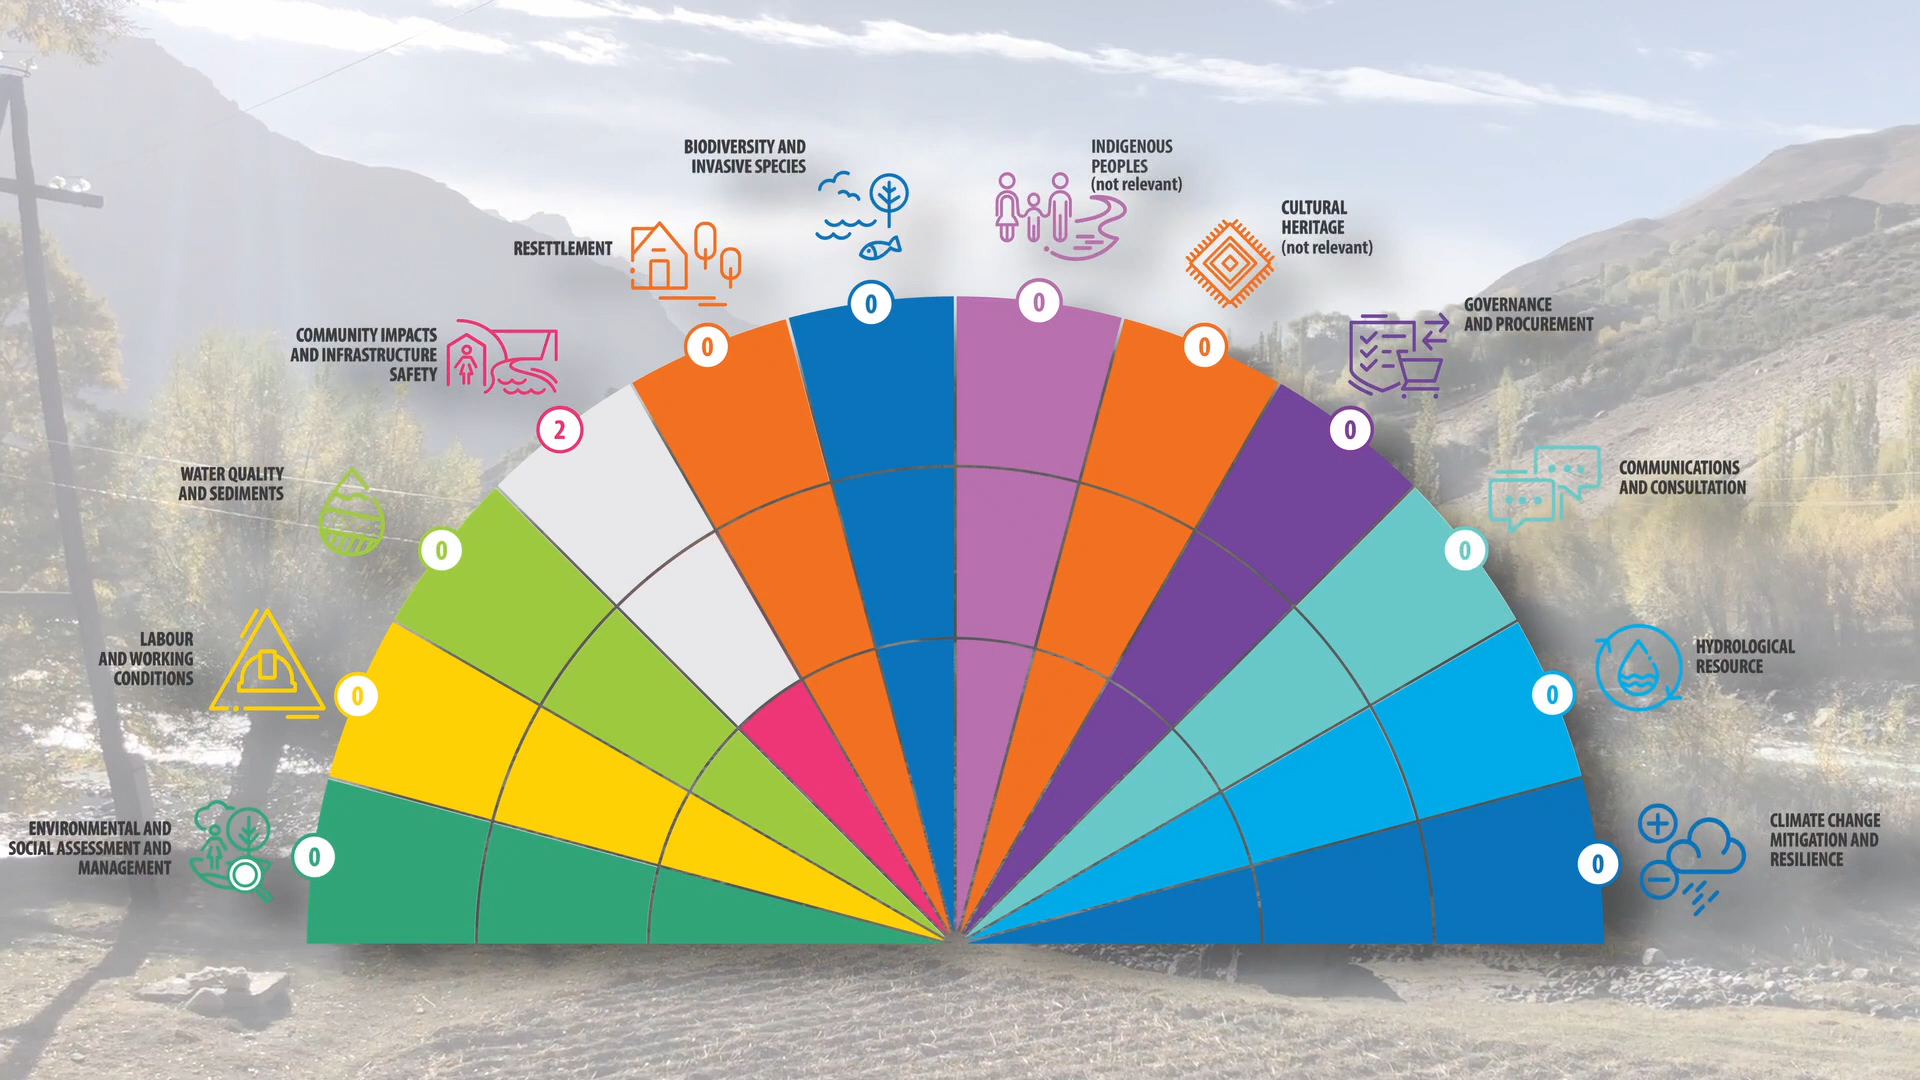 BIODIVERSITY AND
INVASIVE SPECIES
INDIGENOUS
PEOPLES
(not relevant)
RESETTLEMENT
CULTURAL
HERITAGE
(not relevant)
0
0
COMMUNITY IMPACTS
AND INFRASTRUCTURE
SAFETY
0
0
GOVERNANCE
AND PROCUREMENT
2
0
WATER QUALITY
AND SEDIMENTS
COMMUNICATIONS
AND CONSULTATION
0
0
LABOUR
AND WORKING
CONDITIONS
0
0
HYDROLOGICAL
RESOURCE
ENVIRONMENTAL AND
SOCIAL ASSESSMENT AND
MANAGEMENT
0
0
CLIMATE CHANGE
MITIGATION AND
RESILIENCE